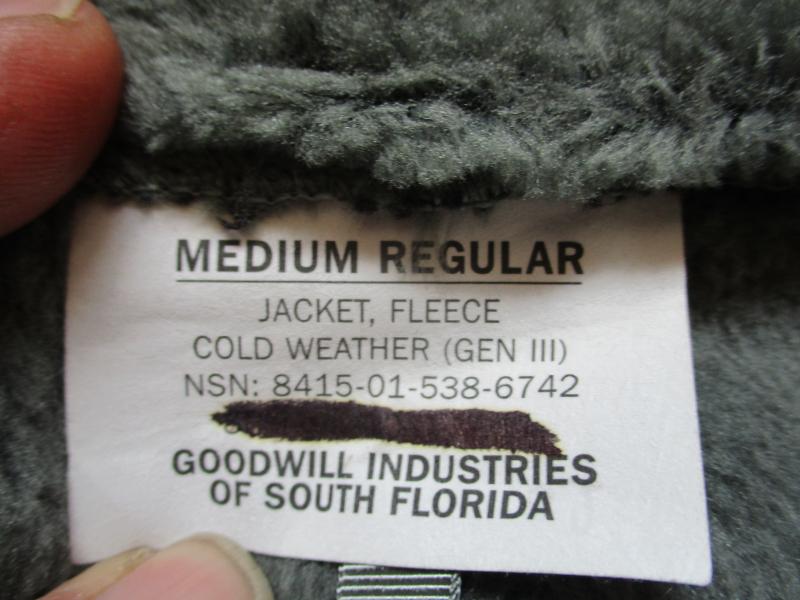 MEDIUM REGULAR
JACKET, FLEECE
COLD WEATHER (GEN III)
NSN: 8415-01-538-6742
GOODWILL INDUSTRIES
OF SOUTH FLORIDA